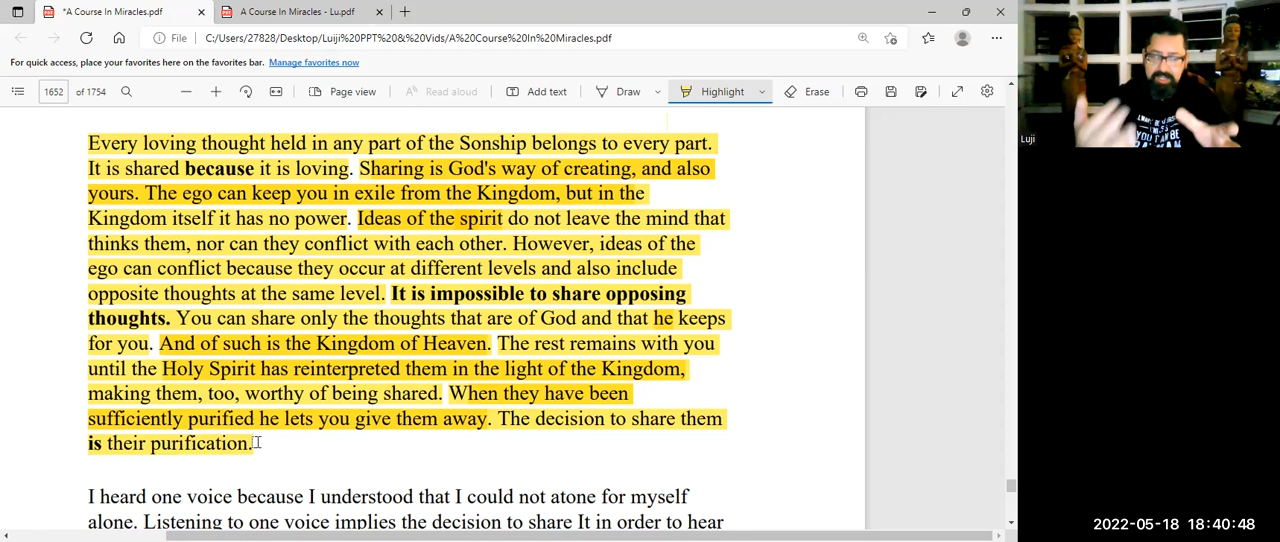 *A Course In Miracles.pdf
A Course In Miracles - Lu.pdf
File
C:/Users/27828/Desktop/Luiji%20PPT%20&%20Vids/A%20Course%20In%20Miracles.pdf
For quick access, place your favorites here on the favorites bar. Manage favorites now
1652 of 1754
Page view
Read aloud
Add text
Draw
Highlight
Erase
Every loving thought held in any part of the Sonship belongs to every part.
It is shared because it is loving. Sharing is God's way of creating, and also
yours. The ego can keep you in exile from the Kingdom, but in the
Kingdom itself it has no power. Ideas of the spirit do not leave the mind that
thinks them, nor can they conflict with each other. However, ideas of the
ego can conflict because they occur at different levels and also include
opposite thoughts at the same level. It is impossible to share opposing
thoughts. You can share only the thoughts that are of God and that he keeps
for you. And of such is the Kingdom of Heaven. The rest remains with you
until the Holy Spirit has reinterpreted them in the light of the Kingdom,
making them, too, worthy of being shared. When they have been
sufficiently purified he lets you give them away. The decision to share them
is their purification.
I heard one voice because I understood that I could not atone for myself
alone. Listening to one voice implies the decision to share It in order to hear
Luji
YOU CAN BE
2022-05-18 18:40:48